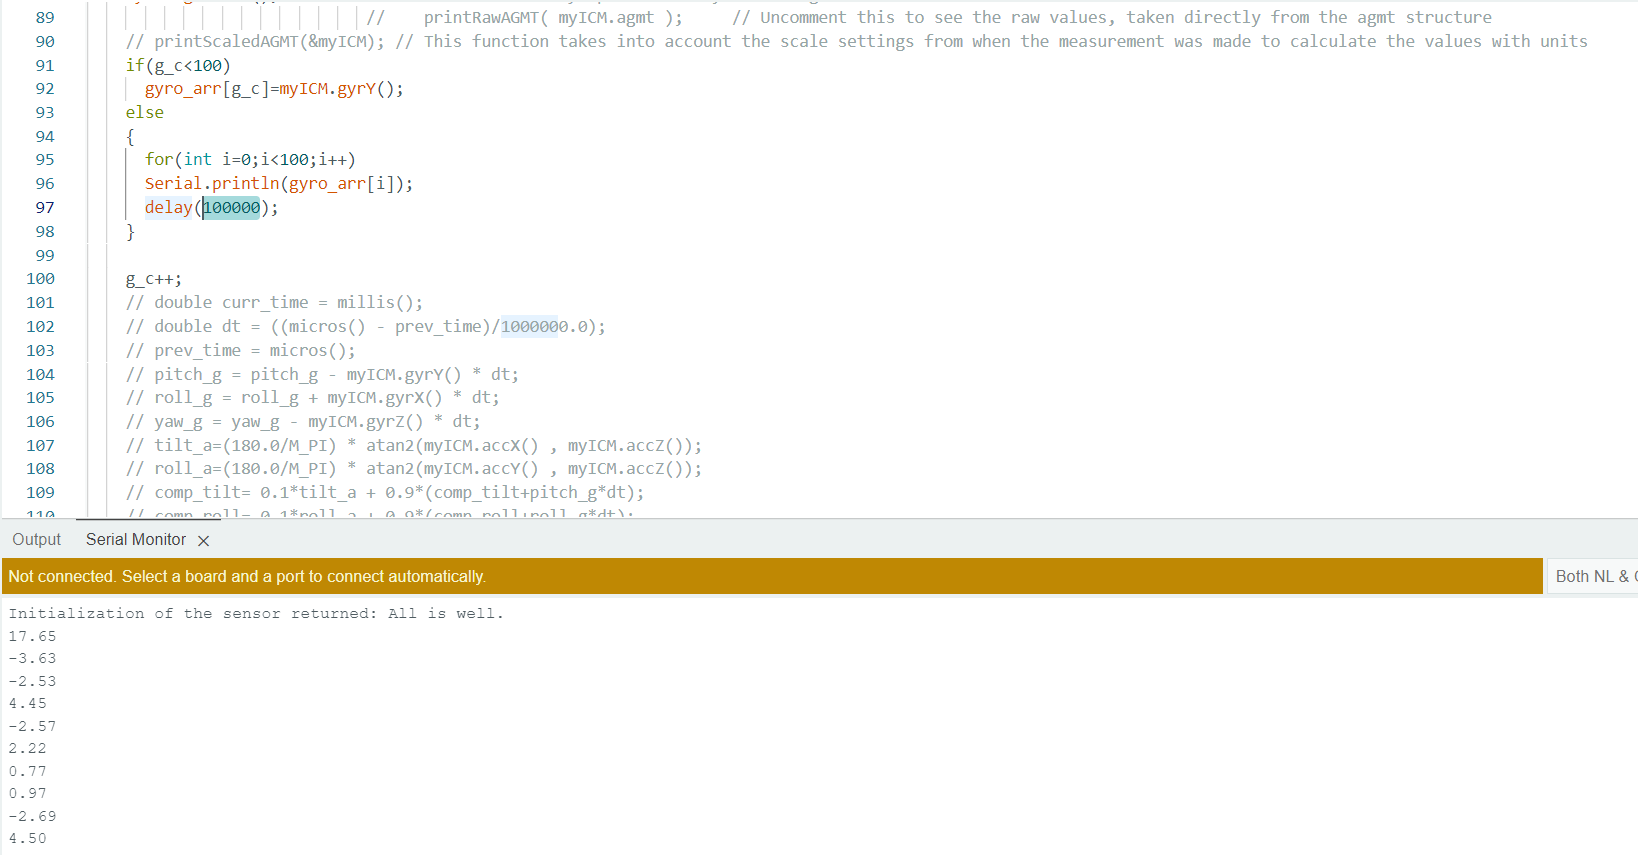 89 // printRawAGMT( myICM.agmt ); // Uncomment this to see the raw values, taken directly from the agmt structure
90 // printScaledAGMT(&myICM); // This function takes into account the scale settings from when the measurement was made to calculate the values with units
91 if(g_c<100)
92 gyro_arr[g_c]=myICM.gyrY();
93 else
94 {
95 for(int i=0;i<100;i++)
96 Serial.println(gyro_arr[i]);
97 delay(100000);
98 }
99
100 g_c++;
101 // double curr_time = millis();
102 // double dt = ((micros() - prev_time)/1000000.0);
103 // prev_time = micros();
104 // pitch_g = pitch_g - myICM.gyrY() * dt;
105 // roll_g = roll_g + myICM.gyrX() * dt;
106 // yaw_g = yaw_g - myICM.gyrZ() * dt;
107 // tilt_a=(180.0/M_PI) * atan2(myICM.accX() , myICM.accZ());
108 // roll_a=(180.0/M_PI) * atan2(myICM.accY() , myICM.accZ());
109 // comp_tilt= 0.1*tilt_a + 0.9*(comp_tilt+pitch_g*dt);
110 // comp_roll= 0.1*roll_a + 0.9*(comp_roll+roll_g*dt);
Output Serial Monitor
Not connected. Select a board and a port to connect automatically.
Both NL &
Initialization of the sensor returned: All is well.
17.65
-3.63
-2.53
4.45
-2.57
2.22
0.77
0.97
-2.69
4.50